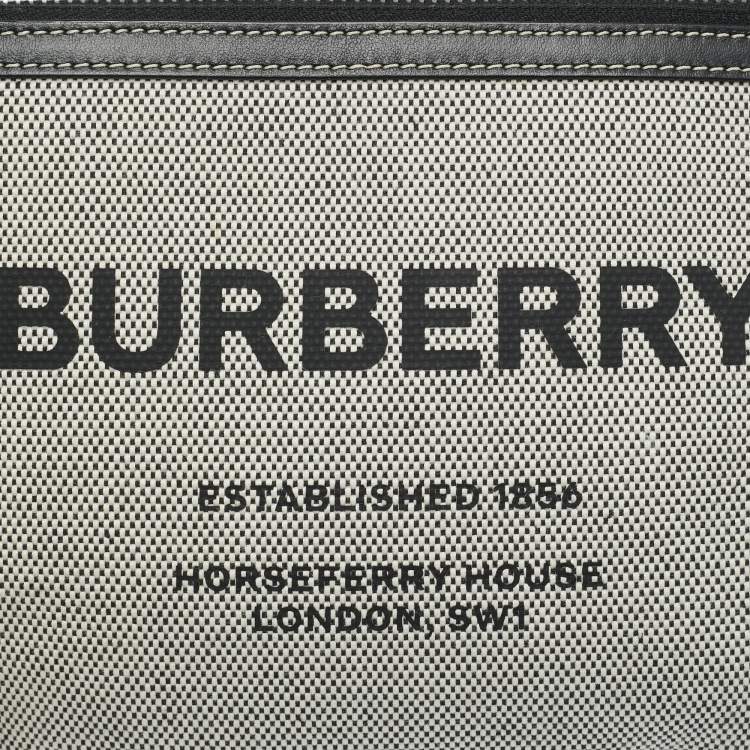 BURBERRY
ESTABLISHED 1856
HORSEFERRY HOUSE
LONDON, SW1